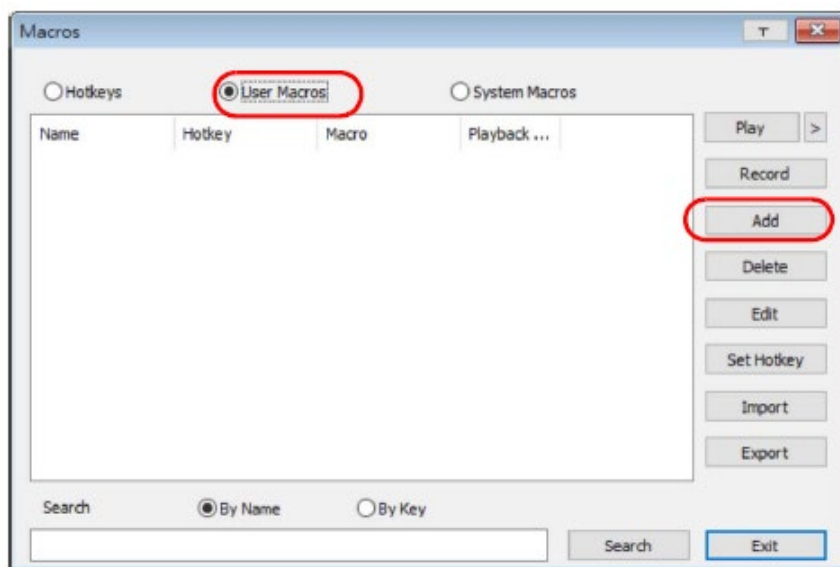 Macros
Hotkeys User Macros System Macros
Name Hotkey Macro Playback ... Play >
Record
Add
Delete
Edit
Set Hotkey
Import
Export
Search By Name By Key
Search Exit